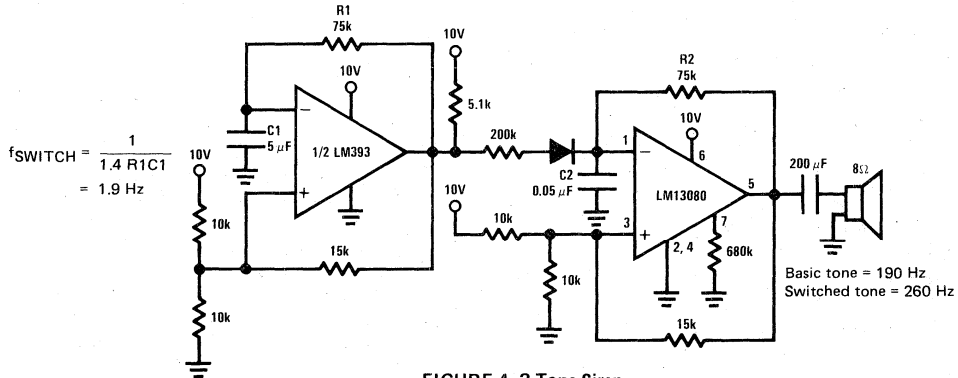 R1
75k
10V
10V
R2
75k
5.1k
10V
−
C1
5 μF
1/2 LM393
+
fSWITCH = 1
1.4 R1C1
= 1.9 Hz
10V
10k
15k
10k
200k
1
−
6
C2
0.05 μF
LM13080
5
200 μF
8Ω
10V
10k
3
+
7
2, 4
680k
10k
15k
Basic tone = 190 Hz
Switched tone = 260 Hz